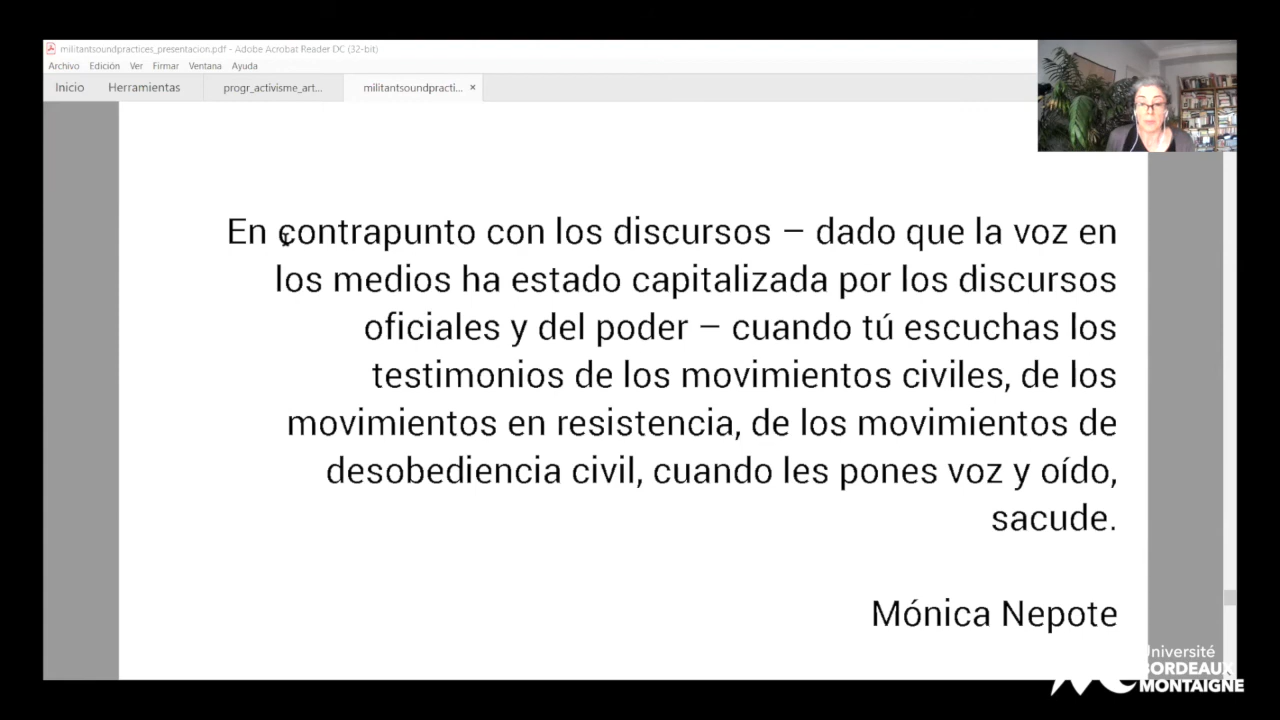 militantsoundpractices_presentacion.pdf - Adobe Acrobat Reader DC (32-bit)
Archivo Edición Ver Firmar Ventana Ayuda
Inicio Herramientas progr_activisme_art... militantsoundpracti... ×
En contrapunto con los discursos – dado que la voz en
los medios ha estado capitalizada por los discursos
oficiales y del poder – cuando tú escuchas los
testimonios de los movimientos civiles, de los
movimientos en resistencia, de los movimientos de
desobediencia civil, cuando les pones voz y oído,
sacude.
Mónica Nepote
Université
BORDEAUX
MONTAIGNE